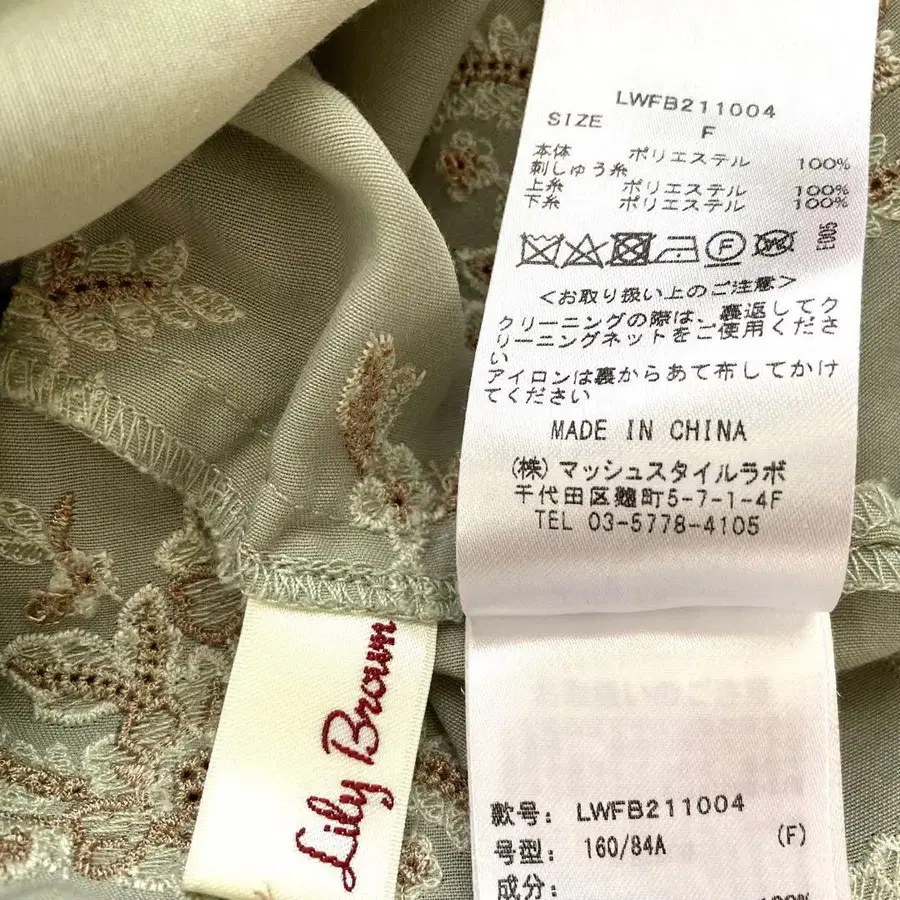 LWFB211004
SIZE F
本体 ポリエステル 100%
刺しゅう糸
上糸 ポリエステル 100%
下糸 ポリエステル 100%
F
<お取り扱い上のご注意>
クリーニングの際は、裏返してク
リーニングネットをご使用くださ
い
アイロンは裏からあて布してかけ
てください
MADE IN CHINA
(株)マッシュスタイルラボ
千代田区麹町5-7-1-4F
TEL 03-5778-4105
Lily Brown
款号: LWFB211004
号型: 160/84A (F)
成分:
100%